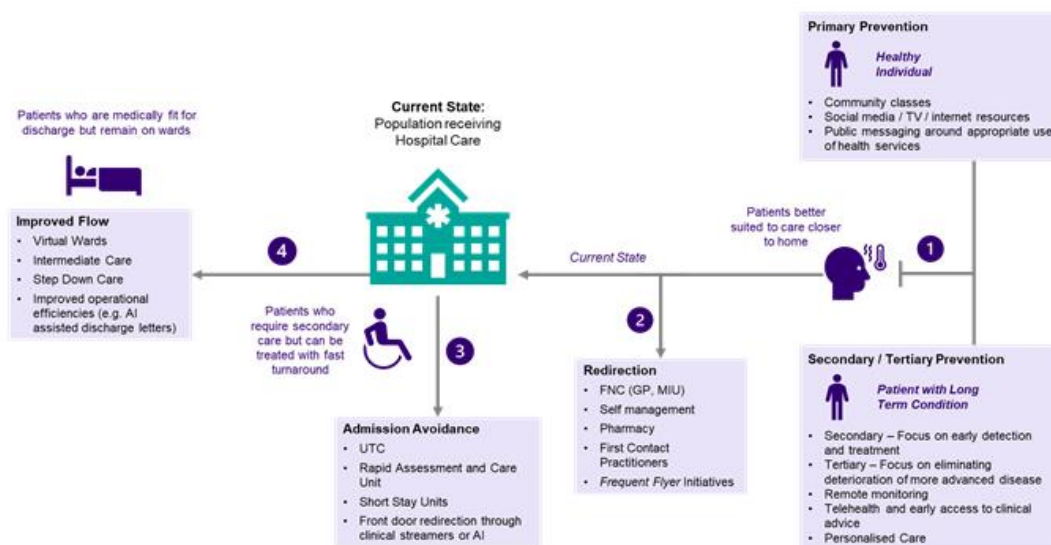 Primary Prevention
Healthy
Individual
• Community classes
• Social media / TV / internet resources
• Public messaging around appropriate use
of health services
Patients who are medically fit for
discharge but remain on wards
Current State:
Population receiving
Hospital Care
Improved Flow
• Virtual Wards
• Intermediate Care
• Step Down Care
• Improved operational
efficiencies (e.g. AI
assisted discharge letters)
4
Patients who
require secondary
care but can be
treated with fast
turnaround
3
Current State
2
Patients better
suited to care closer
to home
1
Admission Avoidance
• UTC
• Rapid Assessment and Care
Unit
• Short Stay Units
• Front door redirection through
clinical streamers or AI
Redirection
• FNC (GP, MIU)
• Self management
• Pharmacy
• First Contact
Practitioners
• Frequent Flyer Initiatives
Secondary / Tertiary Prevention
Patient with Long
Term Condition
• Secondary – Focus on early detection
and treatment
• Tertiary – Focus on eliminating
deterioration of more advanced disease
• Remote monitoring
• Telehealth and early access to clinical
advice
• Personalised Care